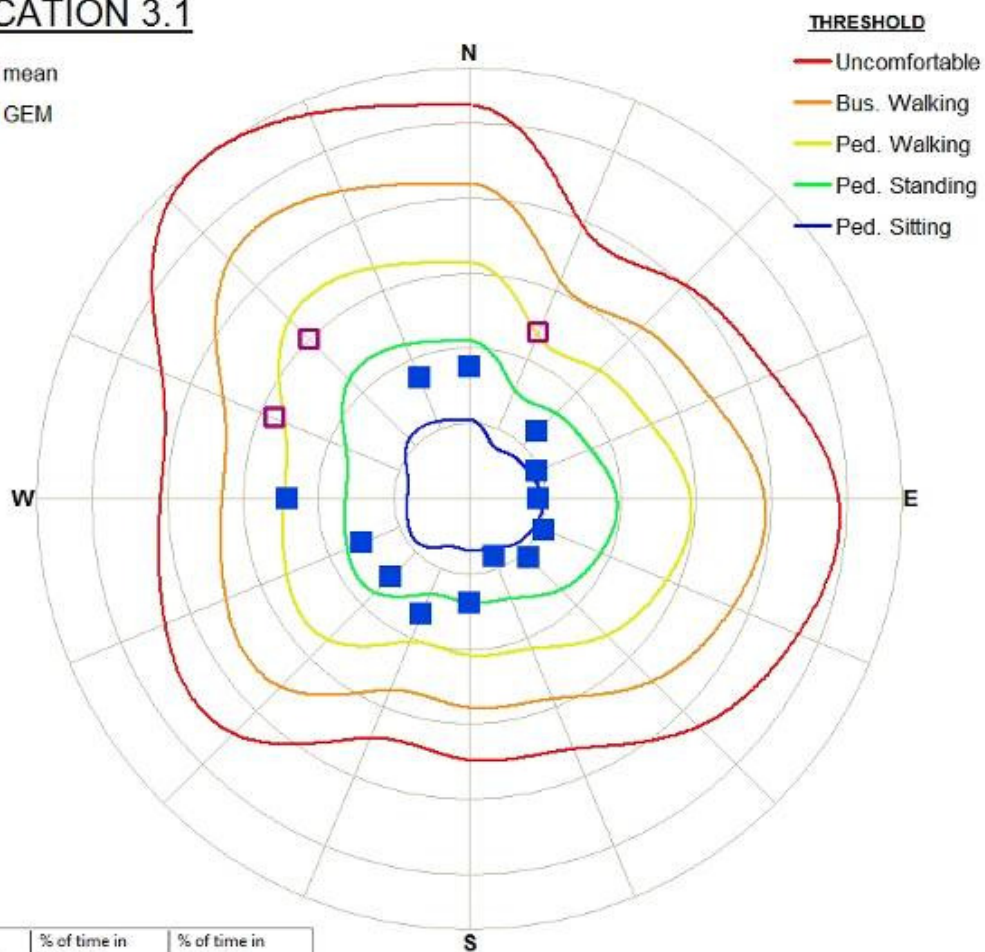 CATION 3.1
mean
GEM
THRESHOLD
Uncomfortable
Bus. Walking
Ped. Walking
Ped. Standing
Ped. Sitting
N
W
E
S
% of time in
% of time in